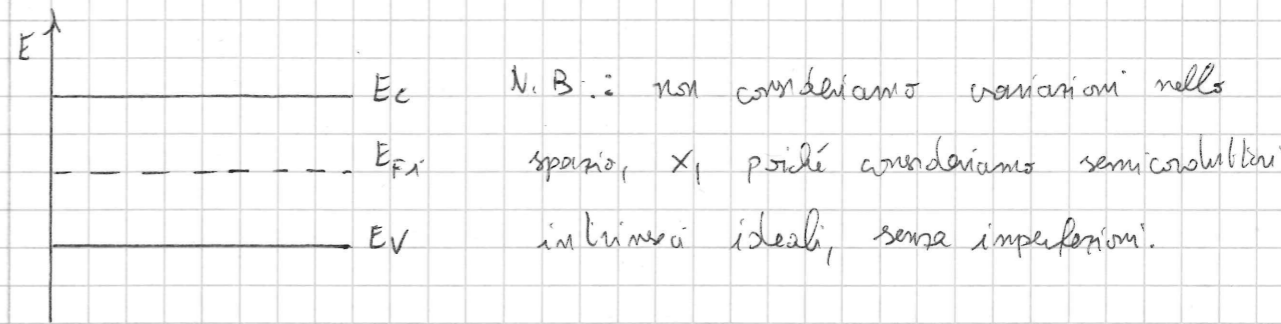 E
Ec N.B.: non consideriamo variazioni nello
EFi spazio, x, poiché consideriamo semiconduttori
EV intrinseci ideali, senza imperfezioni.